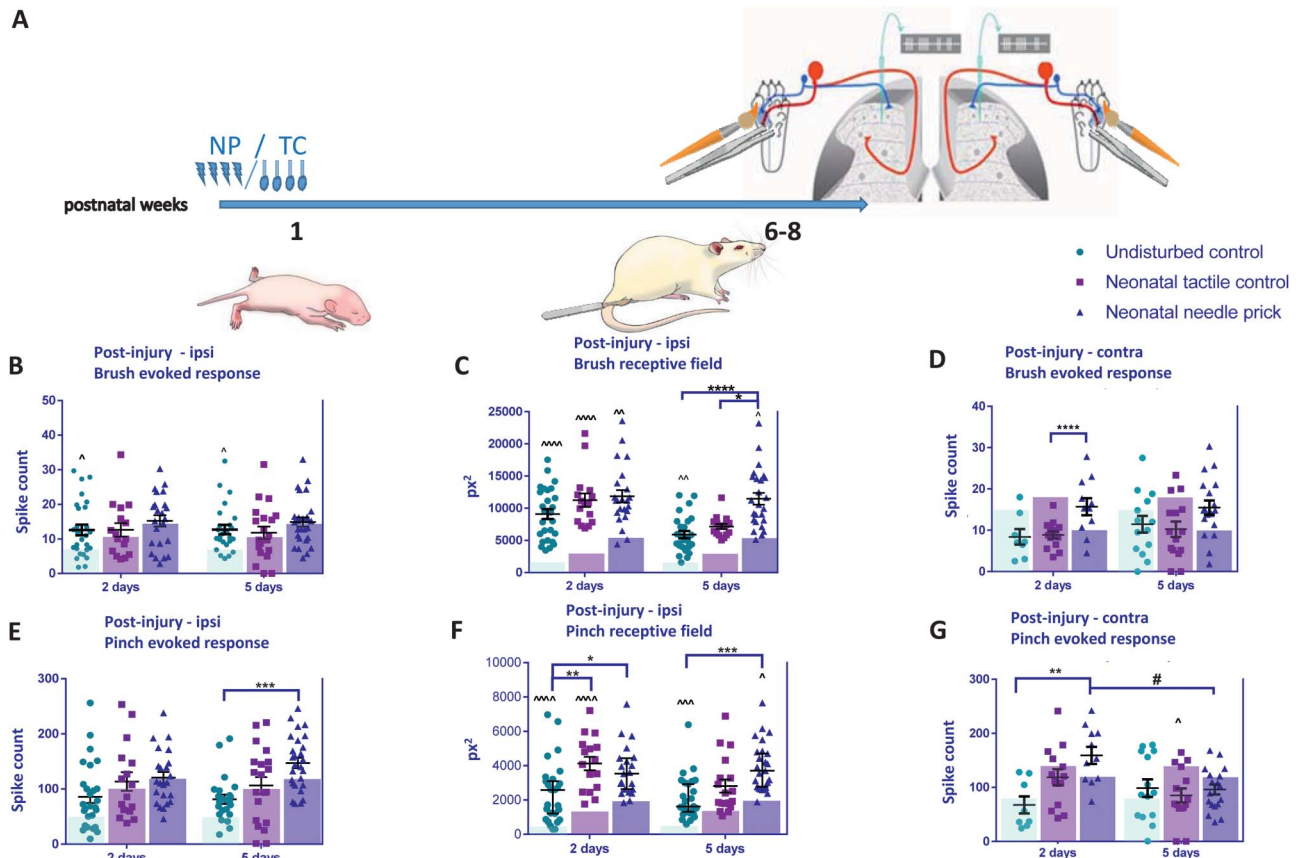 A
NP / TC
postnatal weeks
1
6-8
Undisturbed control
Neonatal tactile control
Neonatal needle prick
B
Post-injury - ipsi
Brush evoked response
Spike count
50
40
30
20
10
0
^
^
2 days
5 days
C
Post-injury - ipsi
Brush receptive field
px²
25000
20000
15000
10000
5000
0
^^^^
^^^^
^^
^^
^
****
*
2 days
5 days
D
Post-injury - contra
Brush evoked response
Spike count
40
30
20
10
0
****
2 days
5 days
E
Post-injury - ipsi
Pinch evoked response
Spike count
300
200
100
0
***
2 days
5 days
F
Post-injury - ipsi
Pinch receptive field
px²
10000
8000
6000
4000
2000
0
*
**
^^^^
^^^^
***
^^^
^
2 days
5 days
G
Post-injury - contra
Pinch evoked response
Spike count
300
200
100
0
**
#
^
2 days
5 days